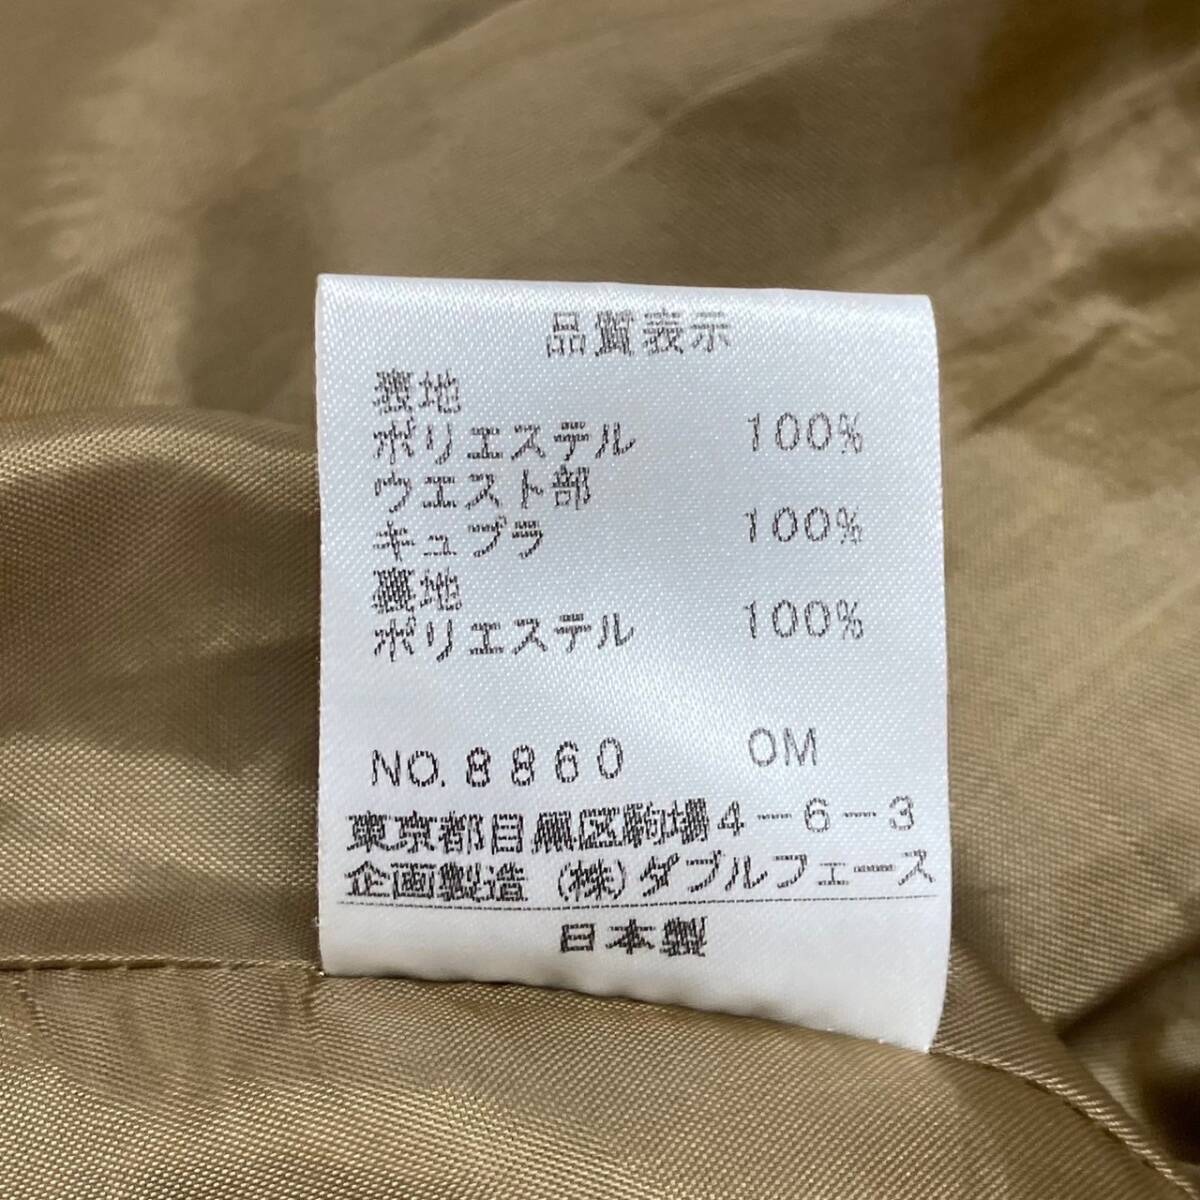 品質表示
表地
ポリエステル 100%
ウエスト部
キュプラ 100%
裏地
ポリエステル 100%
NO.8860 OM
東京都目黒区駒場4-6-3
企画製造 (株)ダブルフェース
日本製